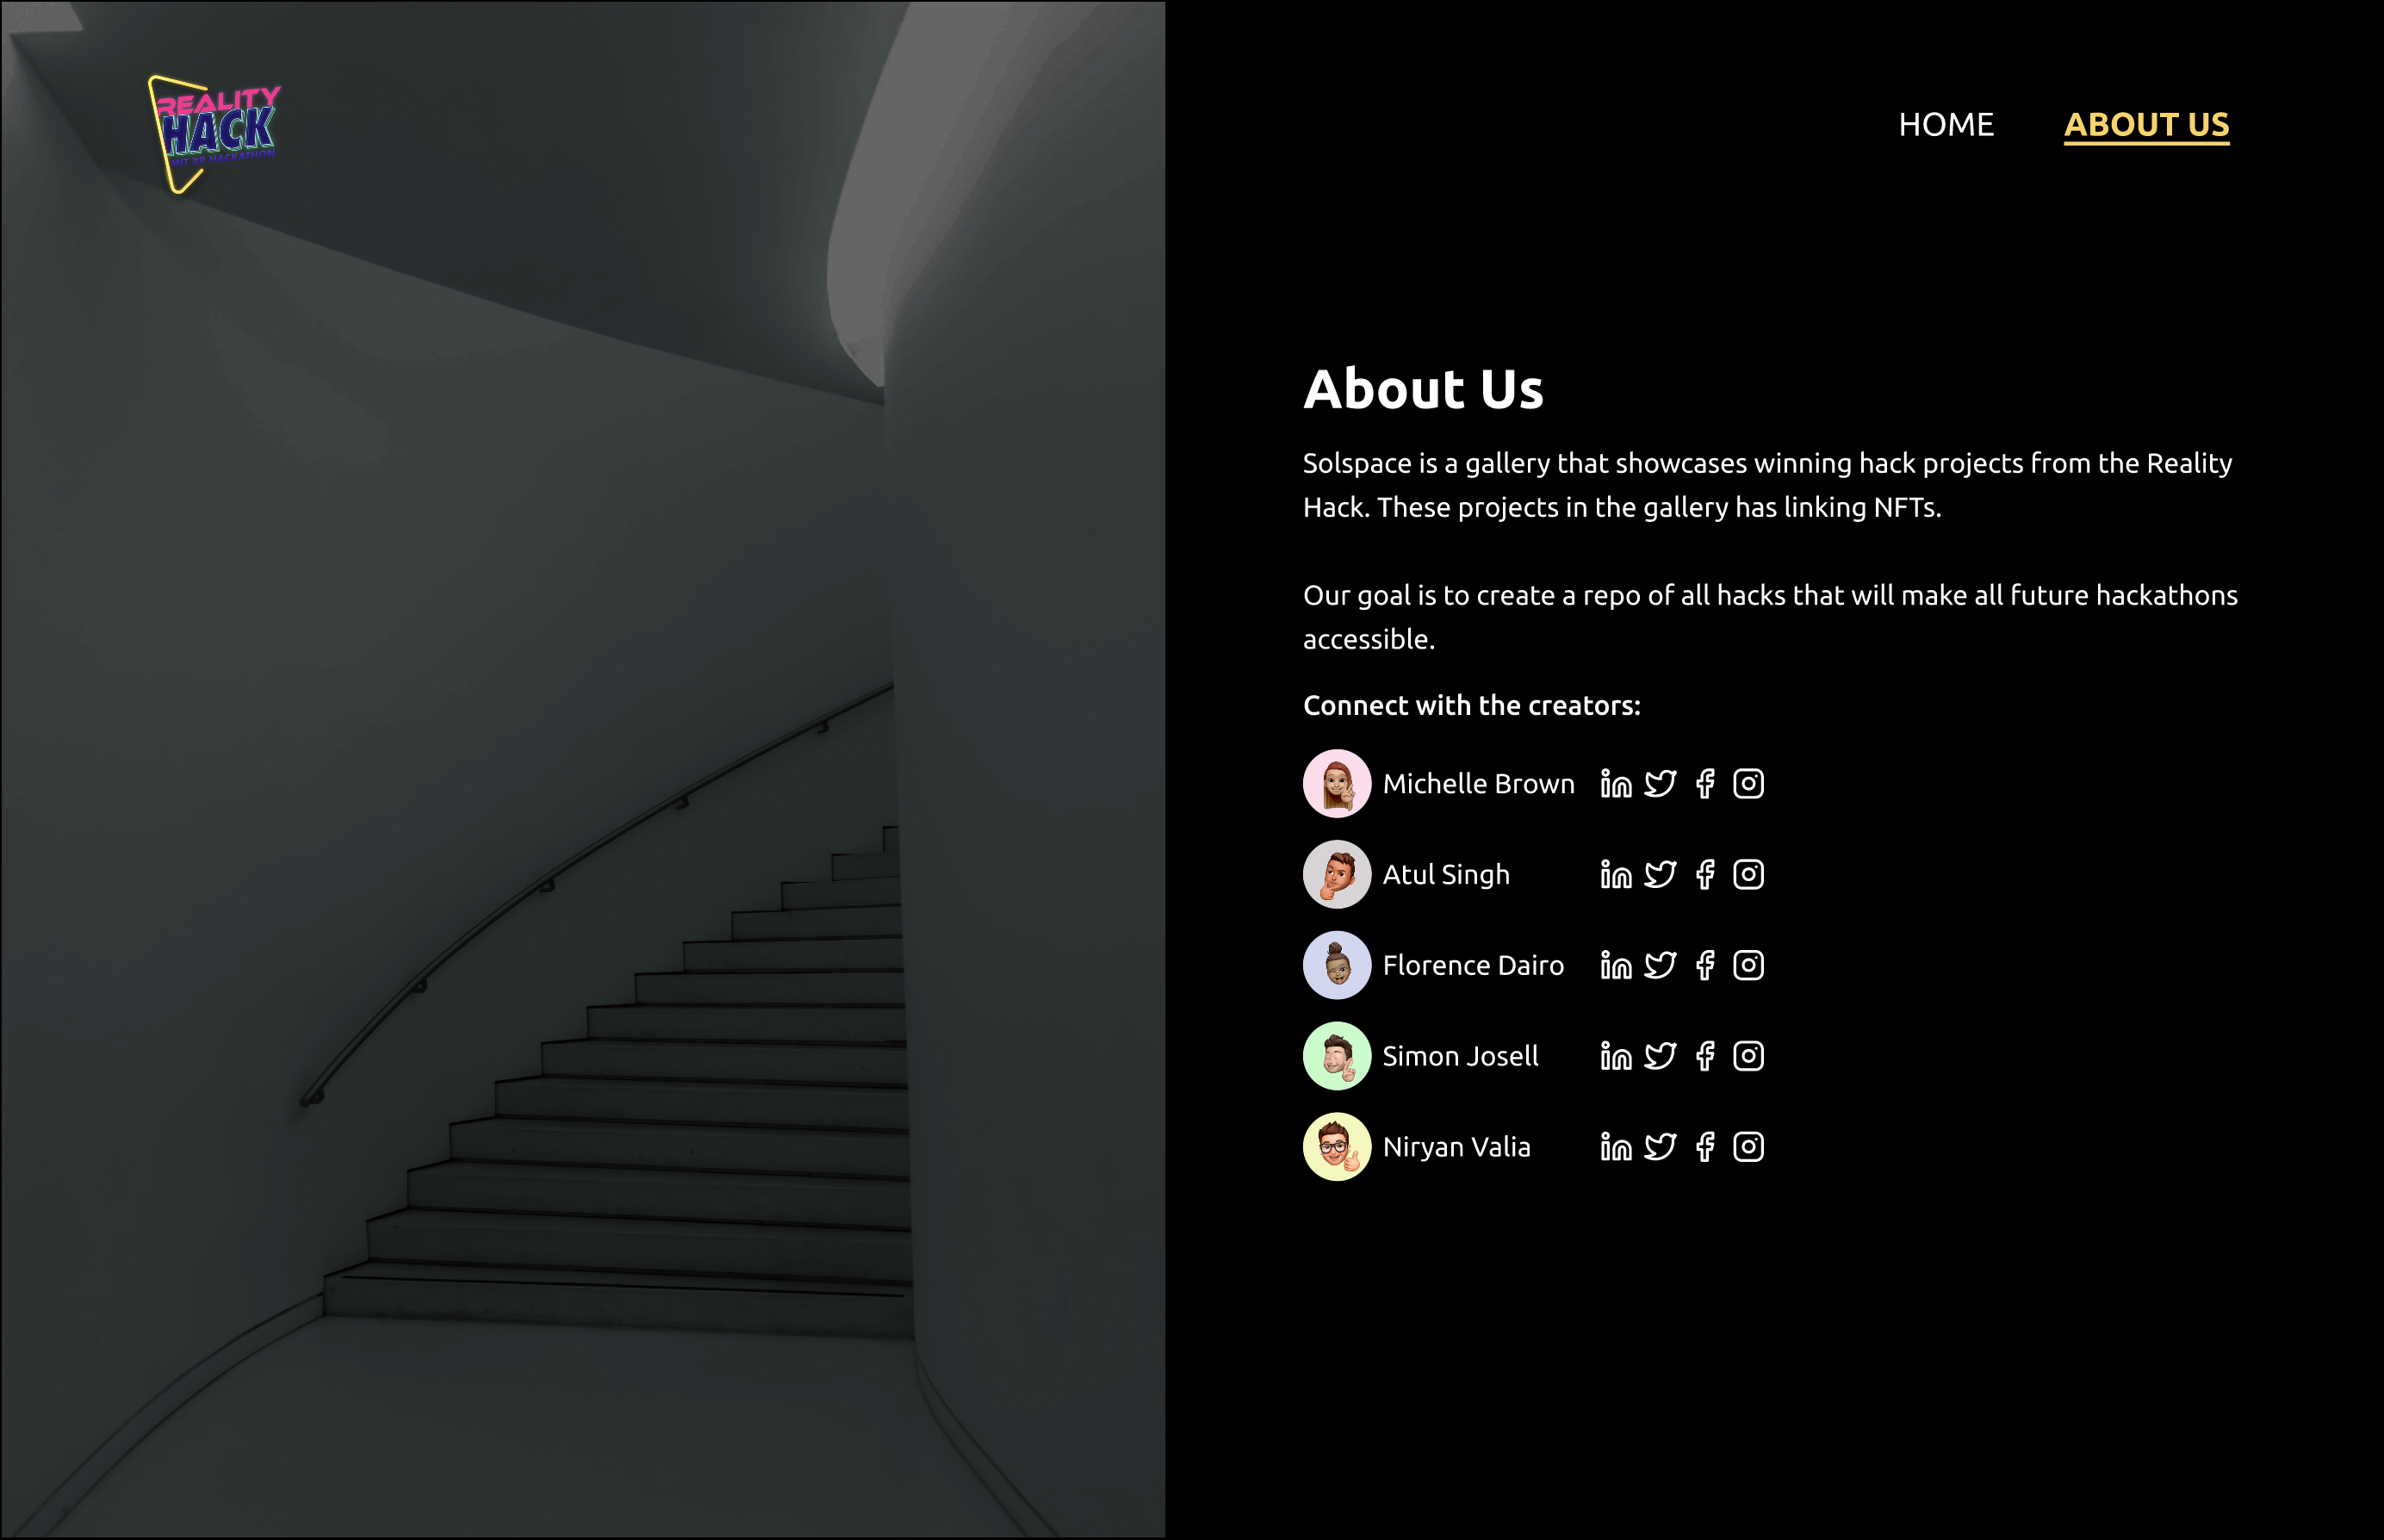 REALITY
HACK
MIT XR HACKATHON
HOME ABOUT US
About Us
Solspace is a gallery that showcases winning hack projects from the Reality
Hack. These projects in the gallery has linking NFTs.
Our goal is to create a repo of all hacks that will make all future hackathons
accessible.
Connect with the creators:
Michelle Brown
Atul Singh
Florence Dairo
Simon Josell
Niryan Valia